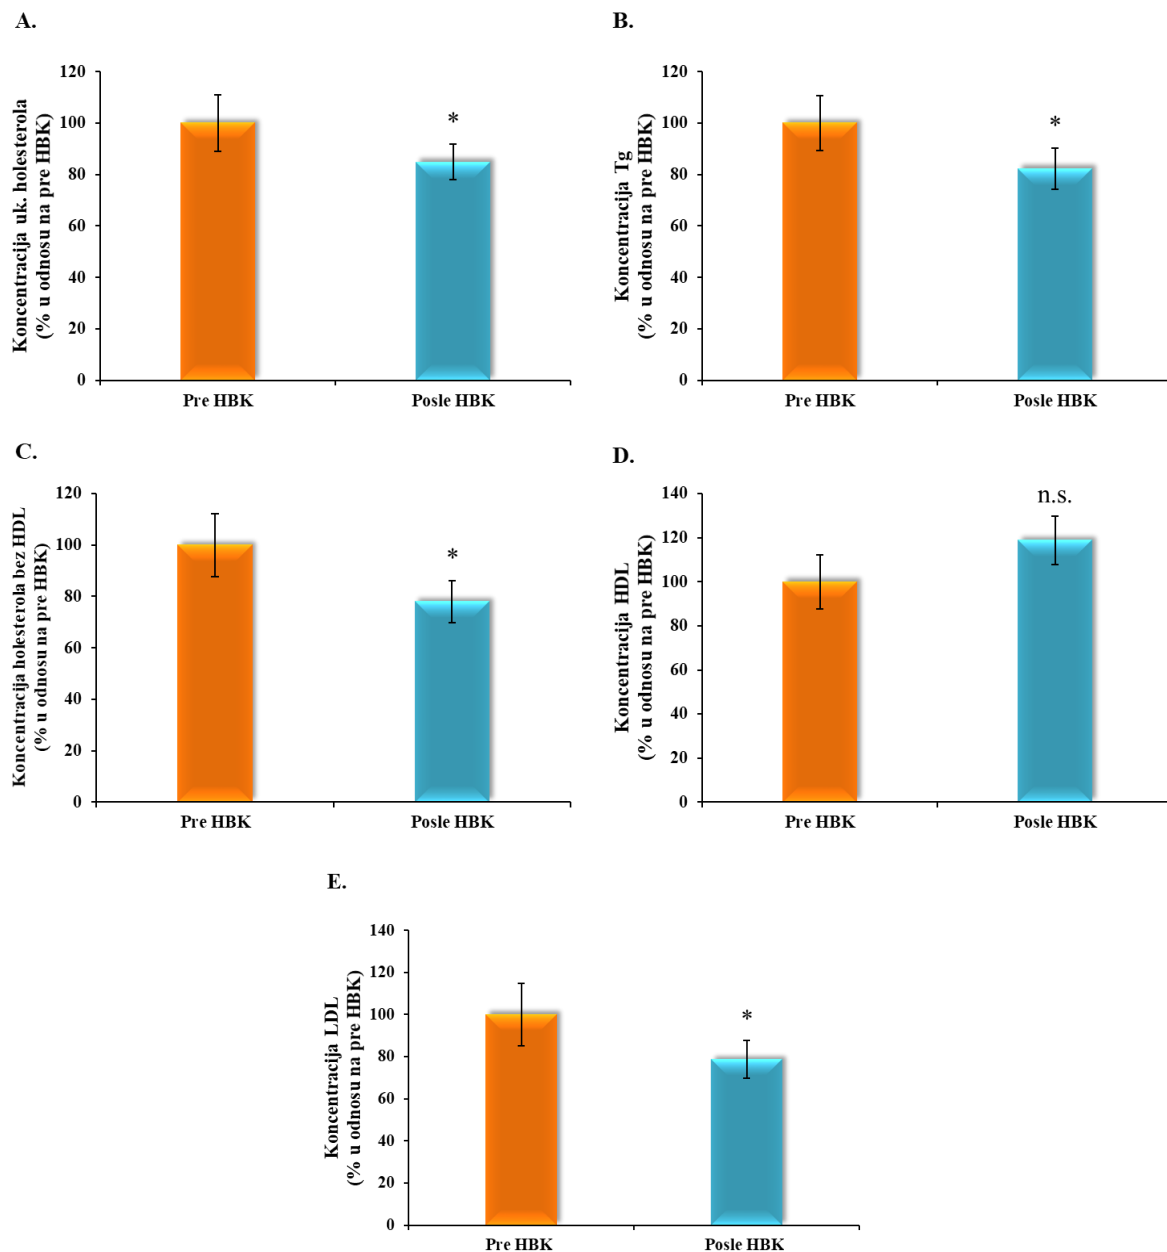 A.
Koncentracija uk. holesterola
(% u odnosu na pre HBK)
120
100
80
60
40
20
0
*
Pre HBK
Posle HBK
B.
Koncentracija Tg
(% u odnosu na pre HBK)
120
100
80
60
40
20
0
*
Pre HBK
Posle HBK
C.
Koncentracija holesterola bez HDL
(% u odnosu na pre HBK)
120
100
80
60
40
20
0
*
Pre HBK
Posle HBK
D.
Koncentracija HDL
(% u odnosu na pre HBK)
140
120
100
80
60
40
20
0
n.s.
Pre HBK
Posle HBK
E.
Koncentracija LDL
(% u odnosu na pre HBK)
140
120
100
80
60
40
20
0
*
Pre HBK
Posle HBK